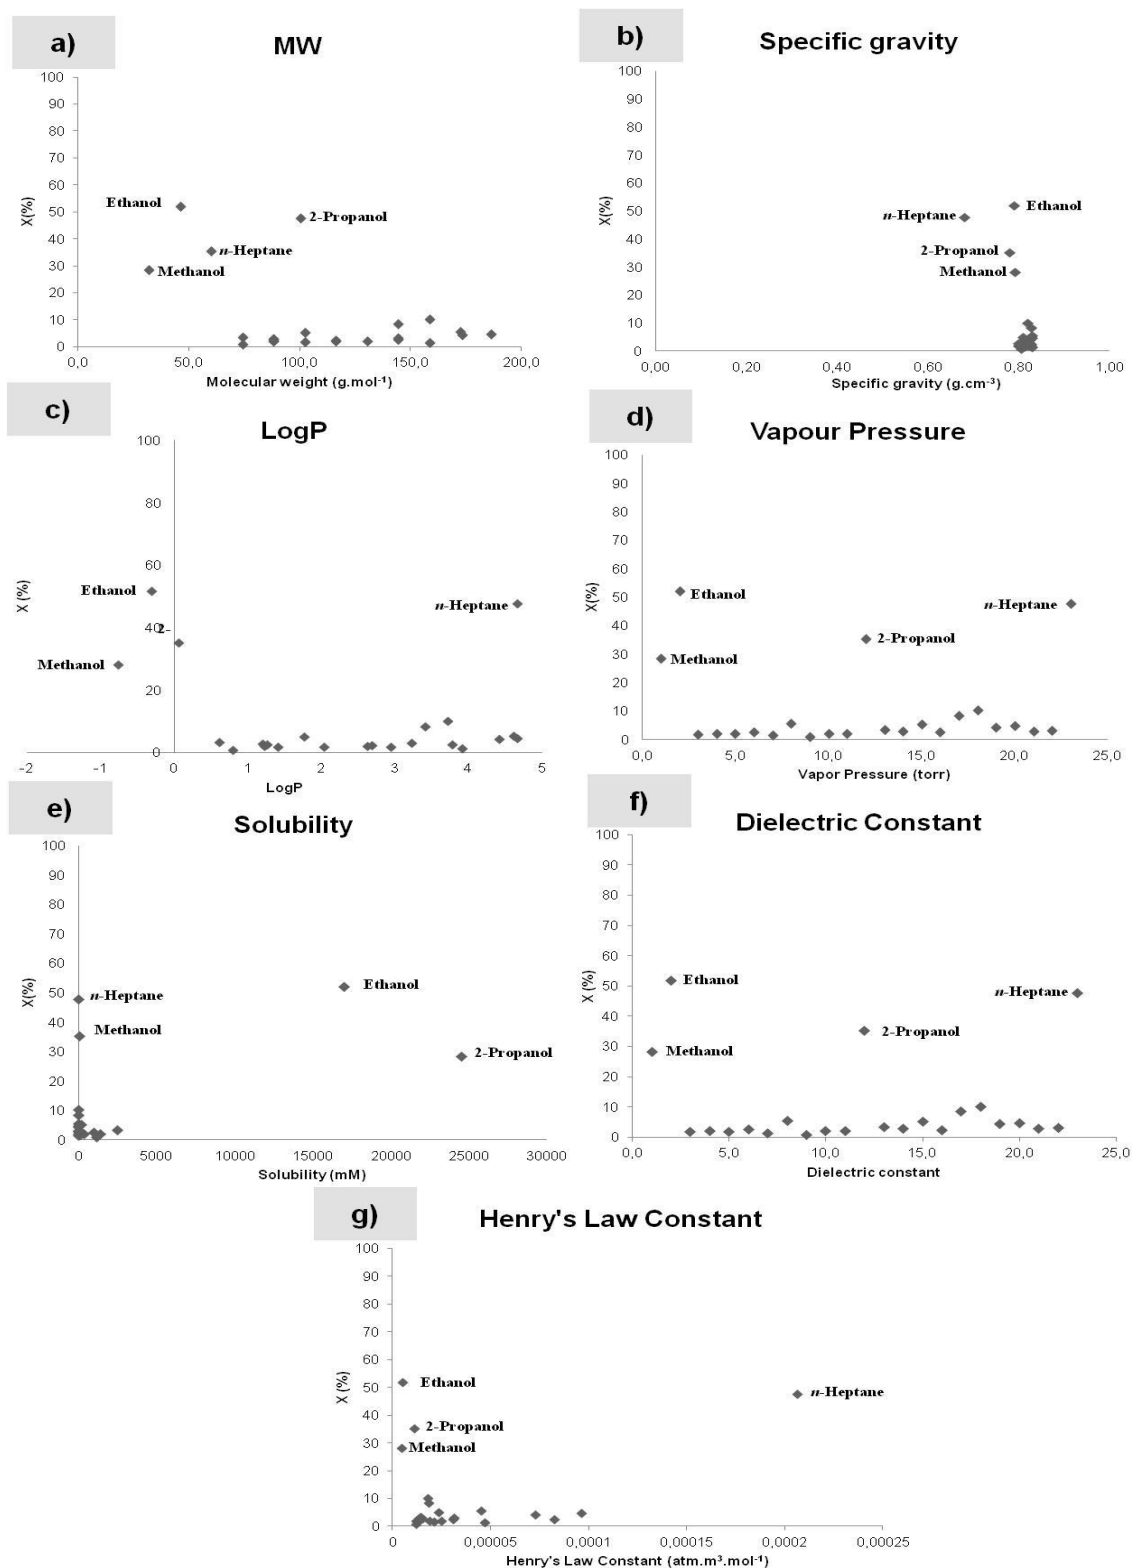 a)
MW
100
90
80
70
60
50
40
30
20
10
0
X(%)
Ethanol
2-Propanol
n-Heptane
Methanol
0,0 50,0 100,0 150,0 200,0
Molecular weight (g.mol-1)
b)
Specific gravity
100
90
80
70
60
50
40
30
20
10
0
X(%)
Ethanol
n-Heptane
2-Propanol
Methanol
0,00 0,20 0,40 0,60 0,80 1,00
Specific gravity (g.cm-3)
c)
LogP
100
80
60
40
20
0
X (%)
Ethanol
n-Heptane
2-
Methanol
-2 -1 0 1 2 3 4 5
LogP
d)
Vapour Pressure
100
90
80
70
60
50
40
30
20
10
0
X(%)
Ethanol
n-Heptane
2-Propanol
Methanol
0,0 5,0 10,0 15,0 20,0 25,0
Vapor Pressure (torr)
e)
Solubility
100
90
80
70
60
50
40
30
20
10
0
X(%)
Ethanol
n-Heptane
Methanol
2-Propanol
0 5000 10000 15000 20000 25000 30000
Solubility (mM)
f)
Dielectric Constant
100
90
80
70
60
50
40
30
20
10
0
X (%)
Ethanol
n-Heptane
2-Propanol
Methanol
0,0 5,0 10,0 15,0 20,0 25,0
Dielectric constant
g)
Henry's Law Constant
100
90
80
70
60
50
40
30
20
10
0
X (%)
Ethanol
n-Heptane
2-Propanol
Methanol
0 0,00005 0,0001 0,00015 0,0002 0,00025
Henry's Law Constant (atm.m³.mol-1)